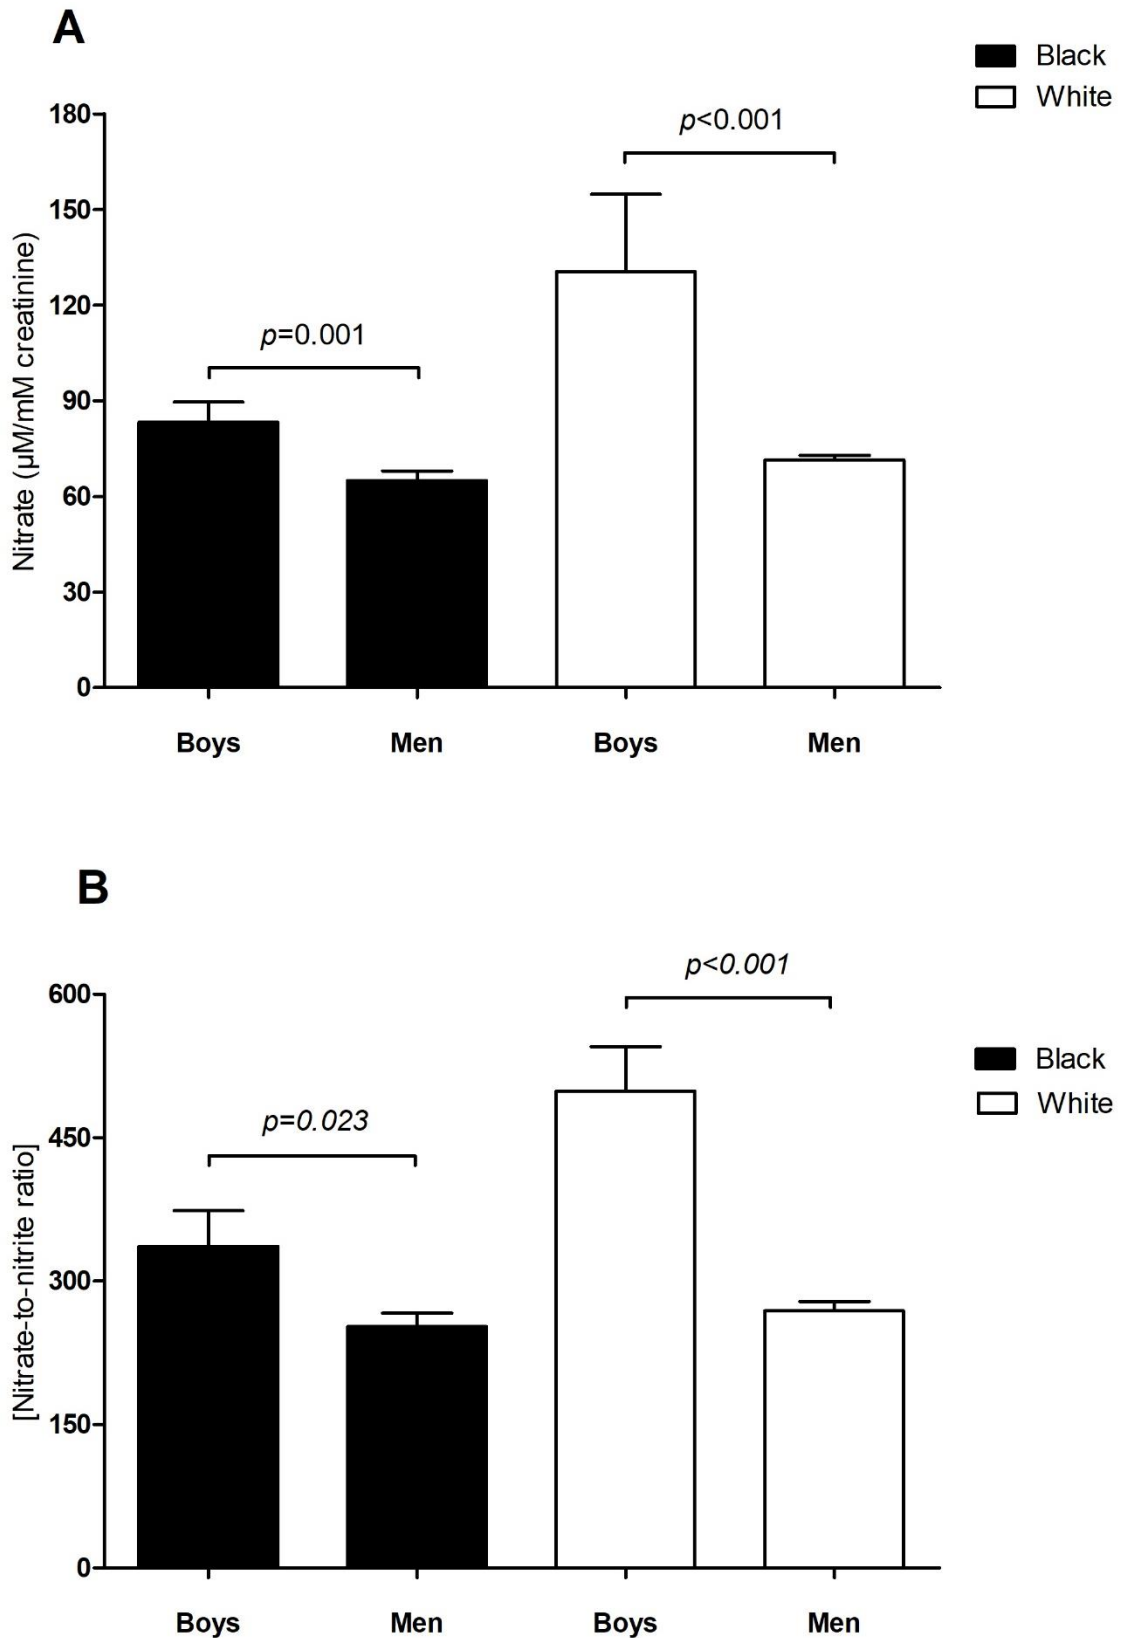 A
Black
White
p<0.001
p=0.001
Nitrate (µM/mM creatinine)
180
150
120
90
60
30
0
Boys Men Boys Men
B
Black
White
p<0.001
p=0.023
[Nitrate-to-nitrite ratio]
600
450
300
150
0
Boys Men Boys Men